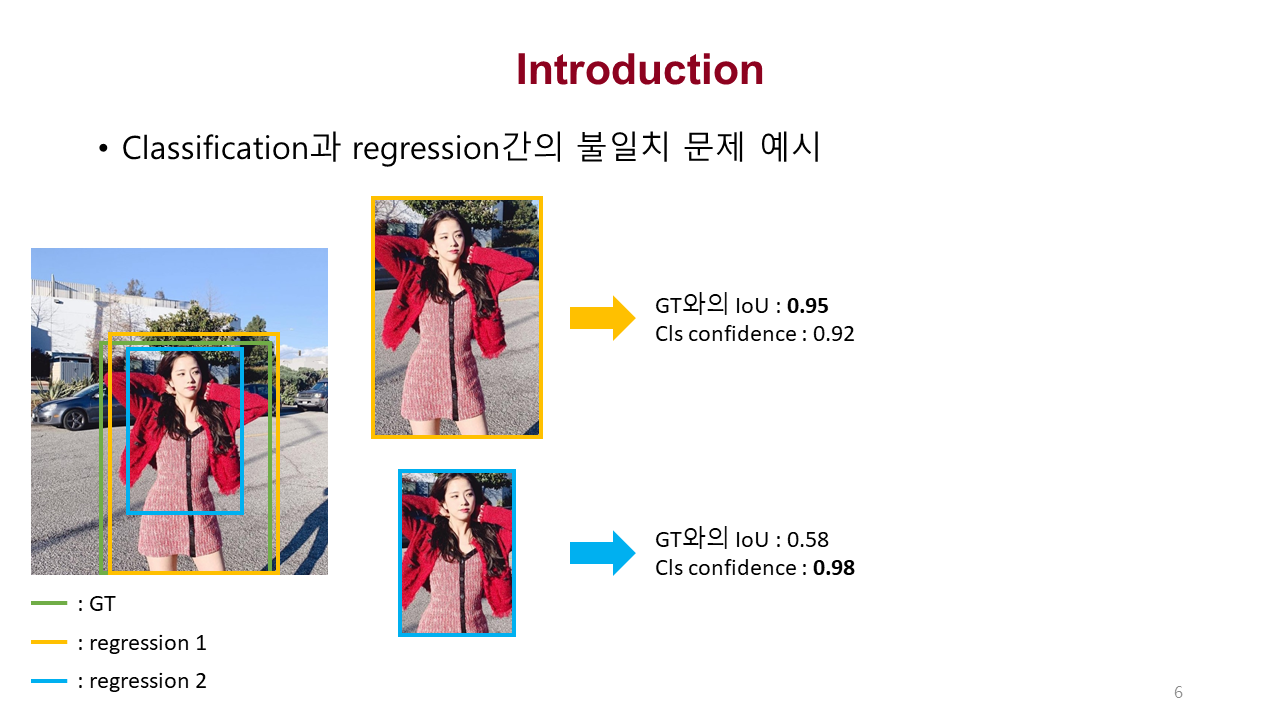 Introduction
• Classification과 regression간의 불일치 문제 예시
GT와의 IoU : 0.95
Cls confidence : 0.92
GT와의 IoU : 0.58
Cls confidence : 0.98
: GT
: regression 1
: regression 2
6